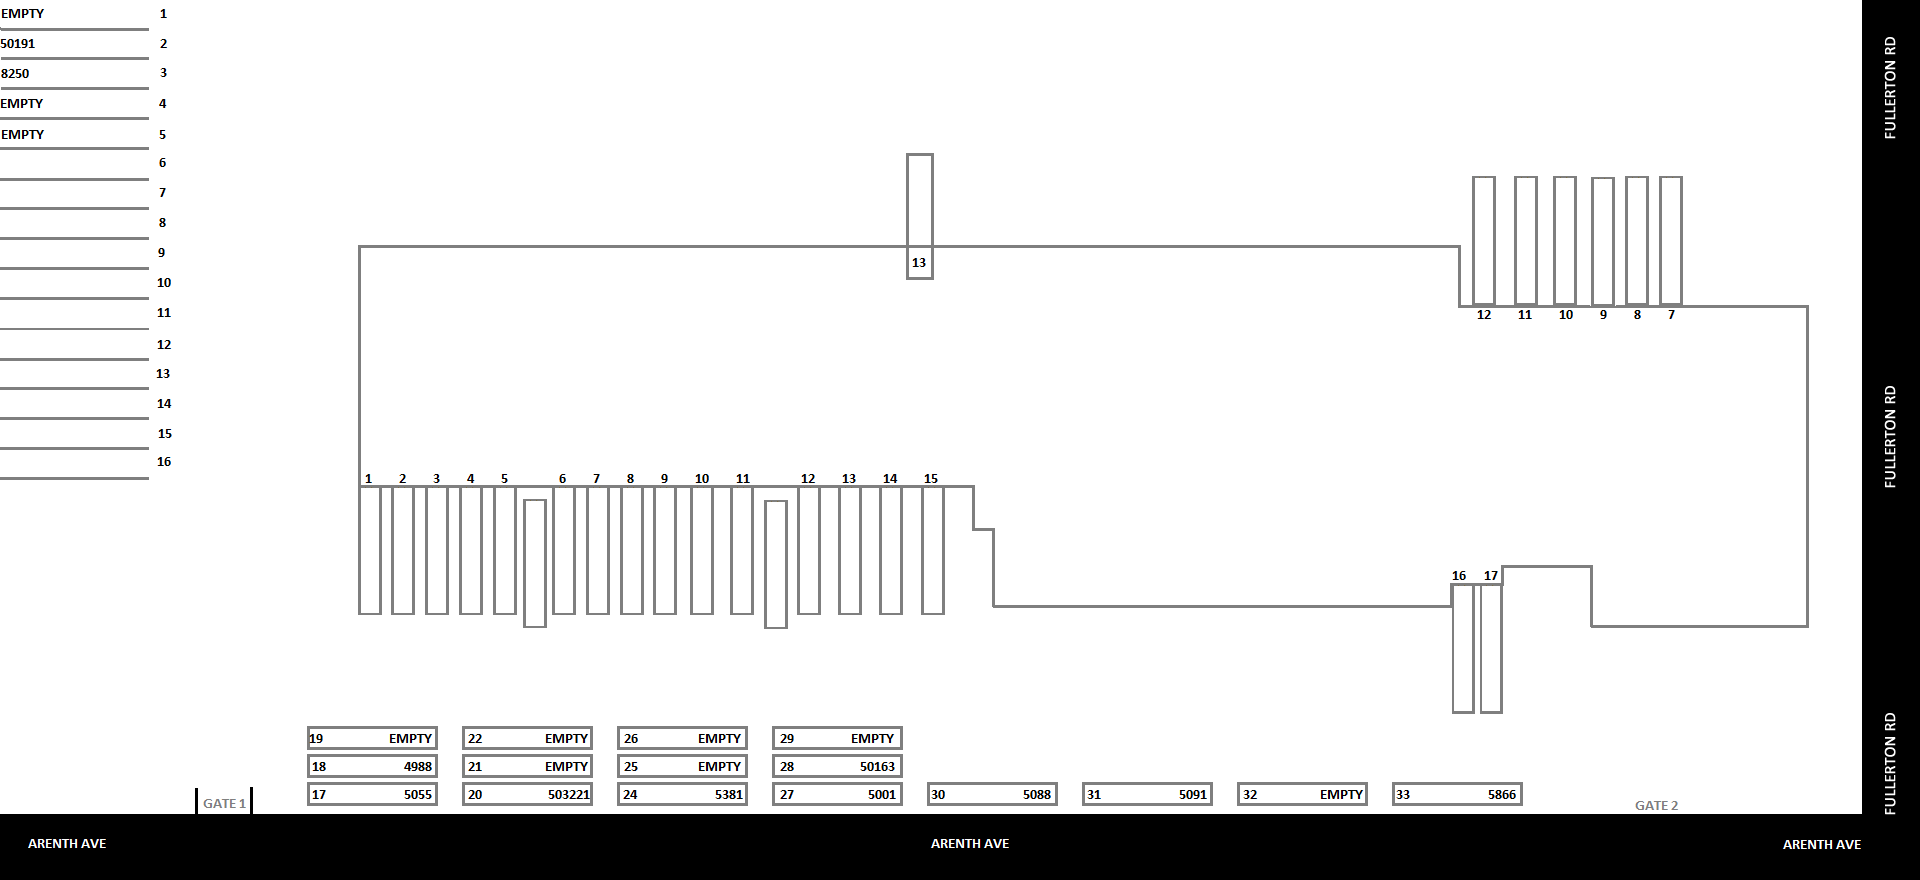 EMPTY 1
50191 2
8250 3
EMPTY 4
EMPTY 5
6
7
8
9
10
11
12
13
14
15
16
13
12 11 10 9 8 7
1 2 3 4 5 6 7 8 9 10 11 12 13 14 15
16 17
19 EMPTY
18 4988
17 5055
22 EMPTY
21 EMPTY
20 503221
26 EMPTY
25 EMPTY
24 5381
29 EMPTY
28 50163
27 5001
30 5088
31 5091
32 EMPTY
33 5866
GATE 1
GATE 2
ARENTH AVE
ARENTH AVE
ARENTH AVE
FULLERTON RD
FULLERTON RD
FULLERTON RD